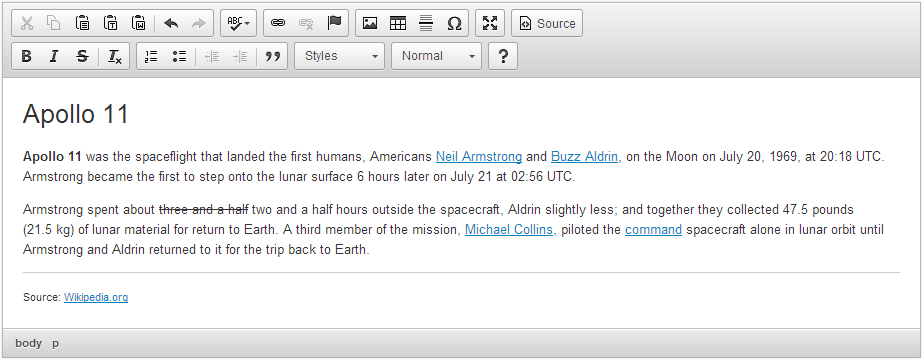 ABC
Source
B I S Ix
Styles Normal ?
Apollo 11
Apollo 11 was the spaceflight that landed the first humans, Americans Neil Armstrong and Buzz Aldrin, on the Moon on July 20, 1969, at 20:18 UTC.
Armstrong became the first to step onto the lunar surface 6 hours later on July 21 at 02:56 UTC.
Armstrong spent about three and a half two and a half hours outside the spacecraft, Aldrin slightly less; and together they collected 47.5 pounds
(21.5 kg) of lunar material for return to Earth. A third member of the mission, Michael Collins, piloted the command spacecraft alone in lunar orbit until
Armstrong and Aldrin returned to it for the trip back to Earth.
Source: Wikipedia.org
body p